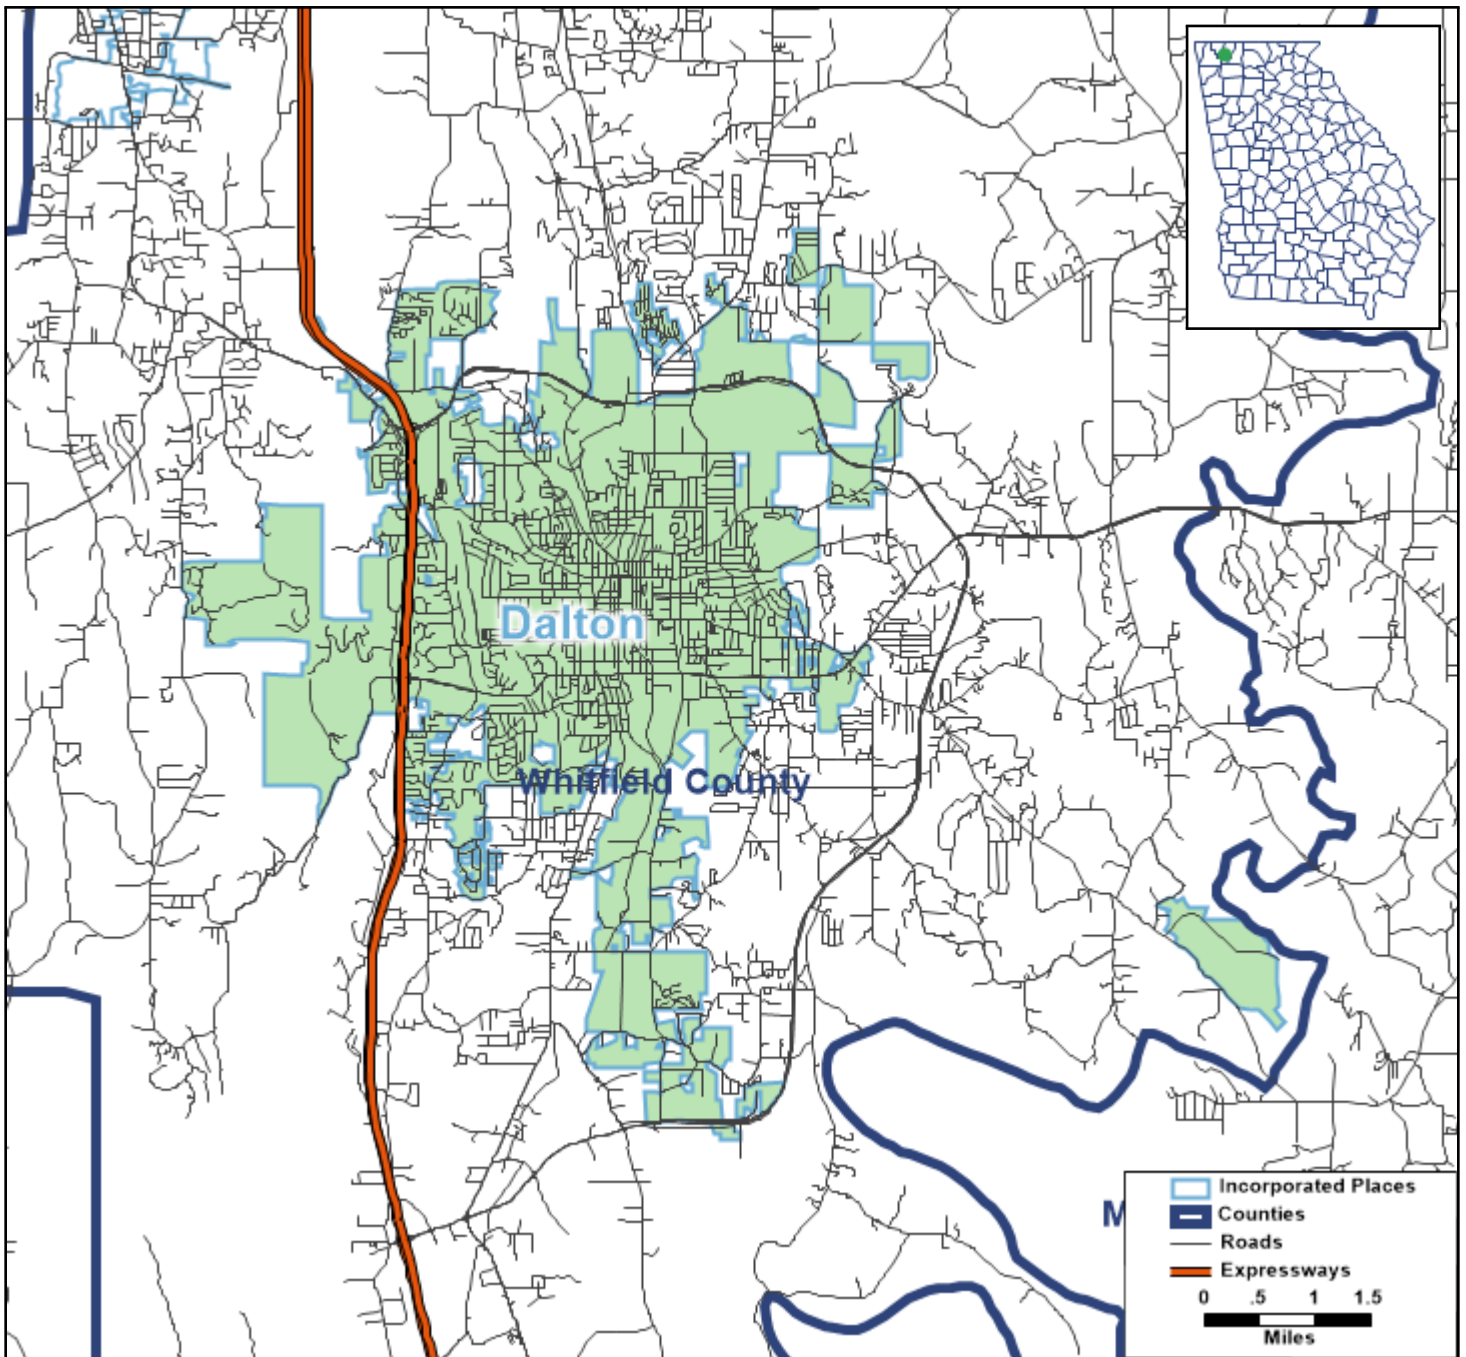 Dalton
Whitfield County
M
Incorporated Places
Counties
Roads
Expressways
0 .5 1 1.5
Miles